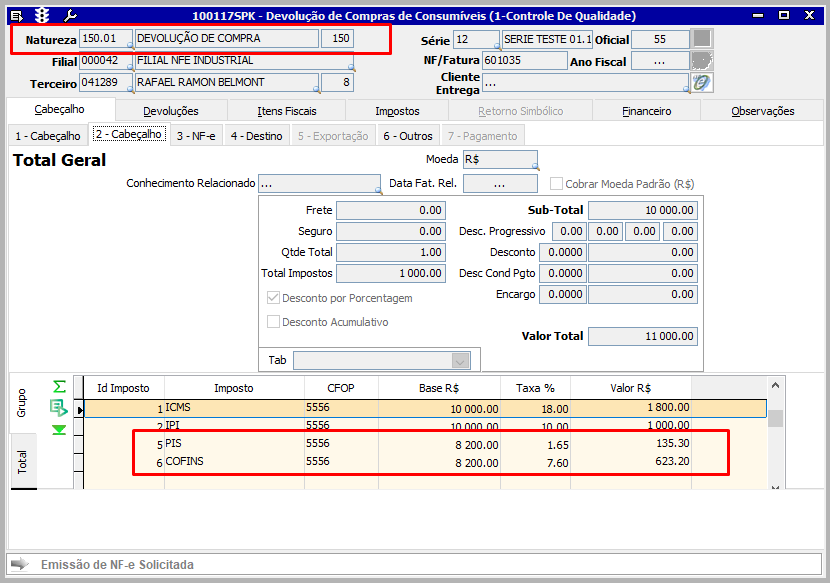 100117SPK - Devolução de Compras de Consumíveis (1-Controle De Qualidade)
Natureza 150.01 DEVOLUÇÃO DE COMPRA 150 Série 12 SERIE TESTE 01.1 Oficial 55
Filial 000042 FILIAL NFE INDUSTRIAL NF/Fatura 601035 Ano Fiscal ...
Terceiro 041289 RAFAEL RAMON BELMONT 8 Cliente Entrega ...
Cabeçalho Devoluções Itens Fiscais Impostos Retorno Simbólico Financeiro Observações
1 - Cabeçalho 2 - Cabeçalho 3 - NF-e 4 - Destino 5 - Exportação 6 - Outros 7 - Pagamento
Total Geral Moeda R$
Conhecimento Relacionado ... Data Fat. Rel. ... Cobrar Moeda Padrão (R$)
Frete 0.00 Sub-Total 10 000.00
Seguro 0.00 Desc. Progressivo 0.00 0.00 0.00 0.00
Qtde Total 1.00 Desconto 0.0000 0.00
Total Impostos 1 000.00 Desc Cond Pgto 0.0000 0.00
Desconto por Porcentagem Encargo 0.0000 0.00
Desconto Acumulativo
Valor Total 11 000.00
Tab
Grupo
Total
Id Imposto Imposto CFOP Base R$ Taxa % Valor R$
1 ICMS 5556 10 000.00 18.00 1 800.00
2 IPI 5556 10 000.00 10.00 1 000.00
5 PIS 5556 8 200.00 1.65 135.30
6 COFINS 5556 8 200.00 7.60 623.20
Emissão de NF-e Solicitada